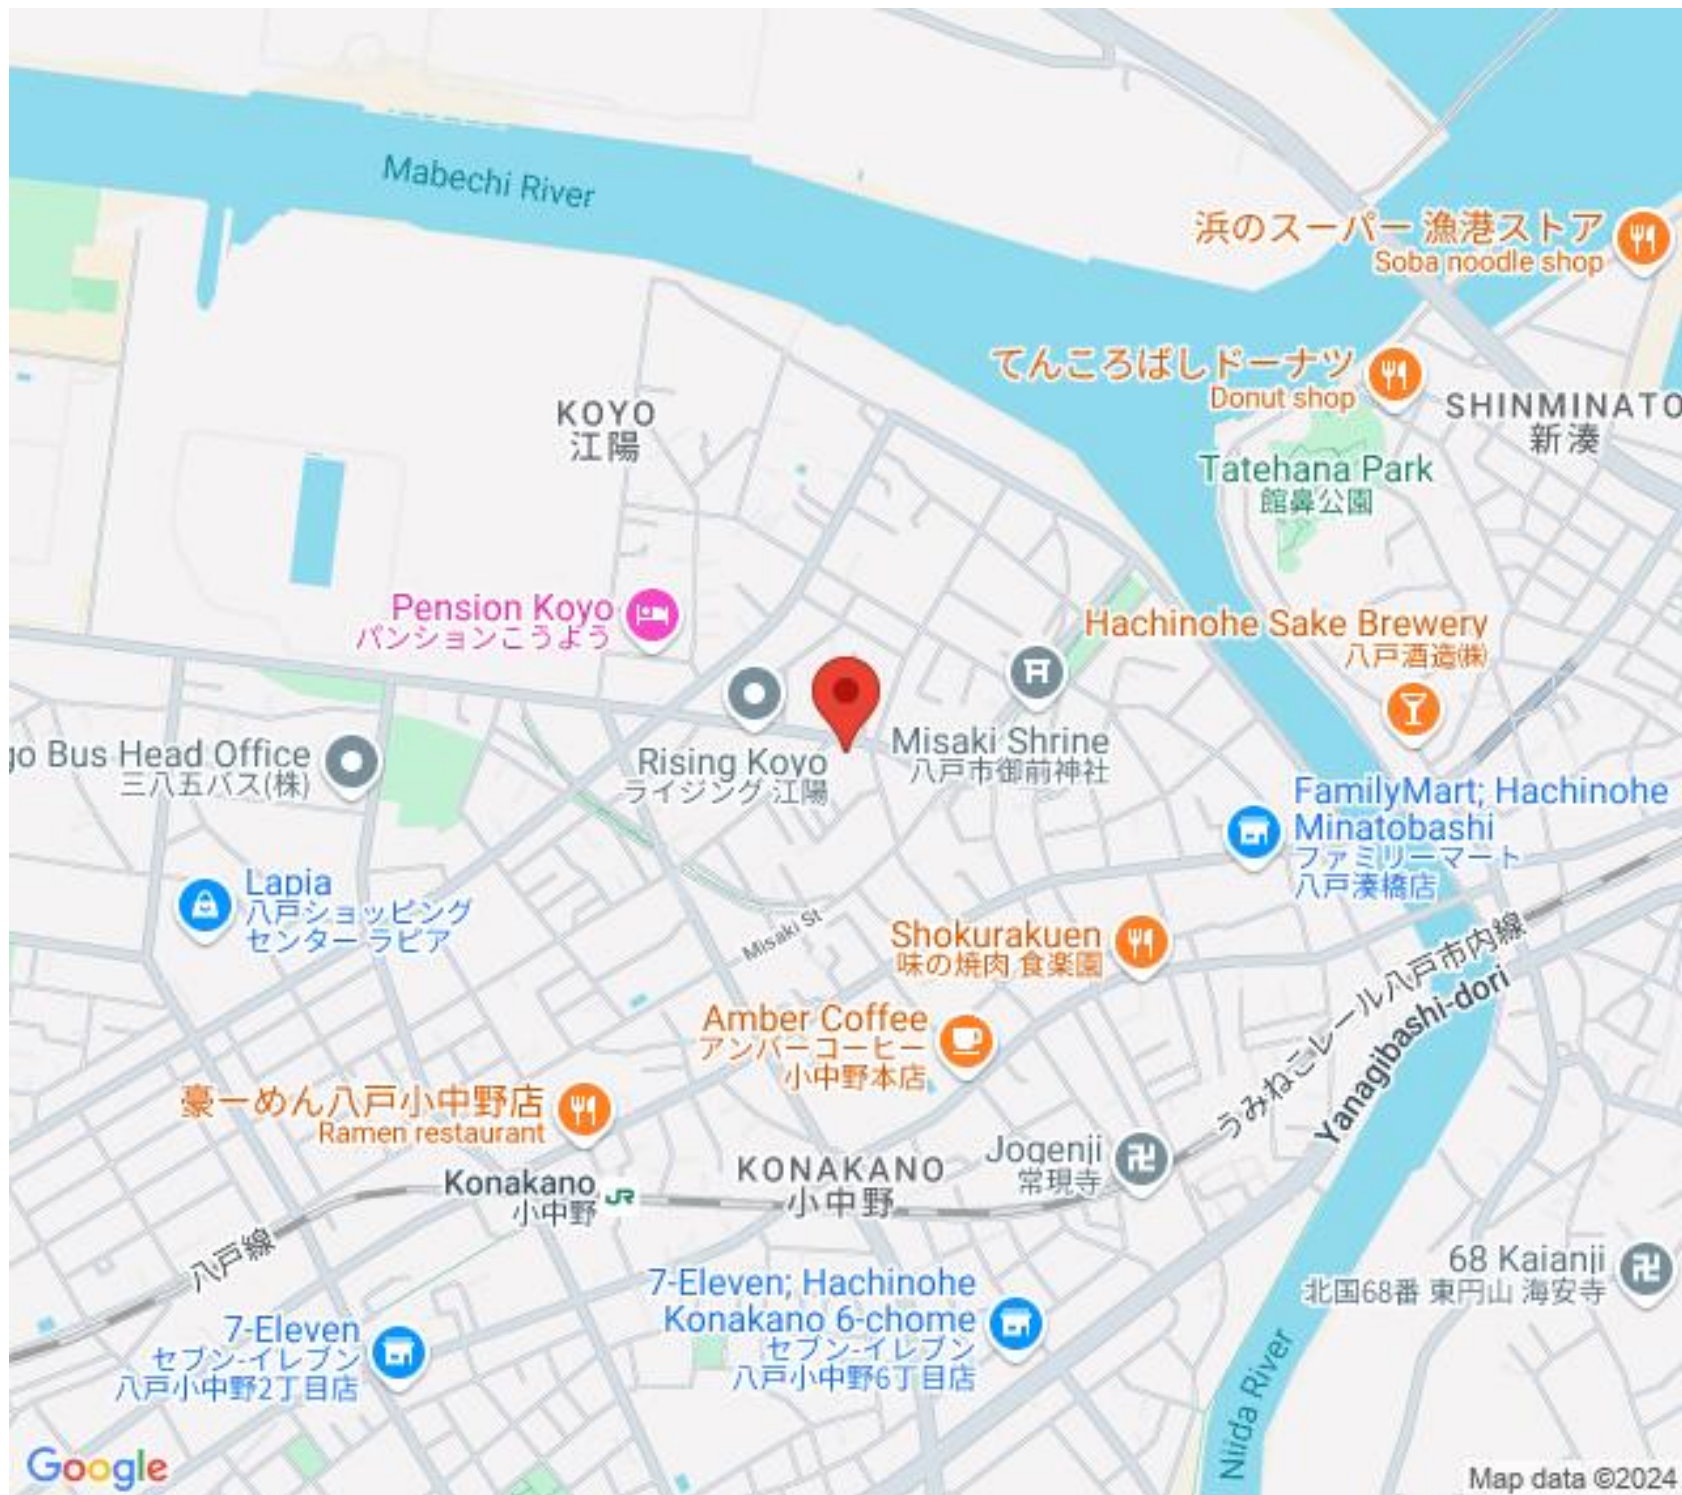 Mabechi River
浜のスーパー 漁港ストア
Soba noodle shop
てんころばしドーナツ
Donut shop
KOYO
江陽
SHINMINATO
新湊
Tatehana Park
館鼻公園
Pension Koyo
パンションこうよう
Hachinohe Sake Brewery
八戸酒造㈱
go Bus Head Office
三八五バス(株)
Rising Koyo
ライジング 江陽
Misaki Shrine
八戸市御前神社
FamilyMart; Hachinohe
Minatobashi
ファミリーマート
八戸湊橋店
Lapia
八戸ショッピング
センター ラピア
Misaki St
Shokurakuen
味の焼肉 食楽園
うみねこレール八戸市内線
Yanagibashi-dori
Amber Coffee
アンバーコーヒー
小中野本店
豪ーめん八戸小中野店
Ramen restaurant
Jogenji
常現寺
KONAKANO
小中野
Konakano
小中野
JR
八戸線
68 Kaianji
北国68番 東円山 海安寺
7-Eleven; Hachinohe
Konakano 6-chome
セブン-イレブン
八戸小中野6丁目店
7-Eleven
セブン-イレブン
八戸小中野2丁目店
Niida River
Google
Map data ©2024